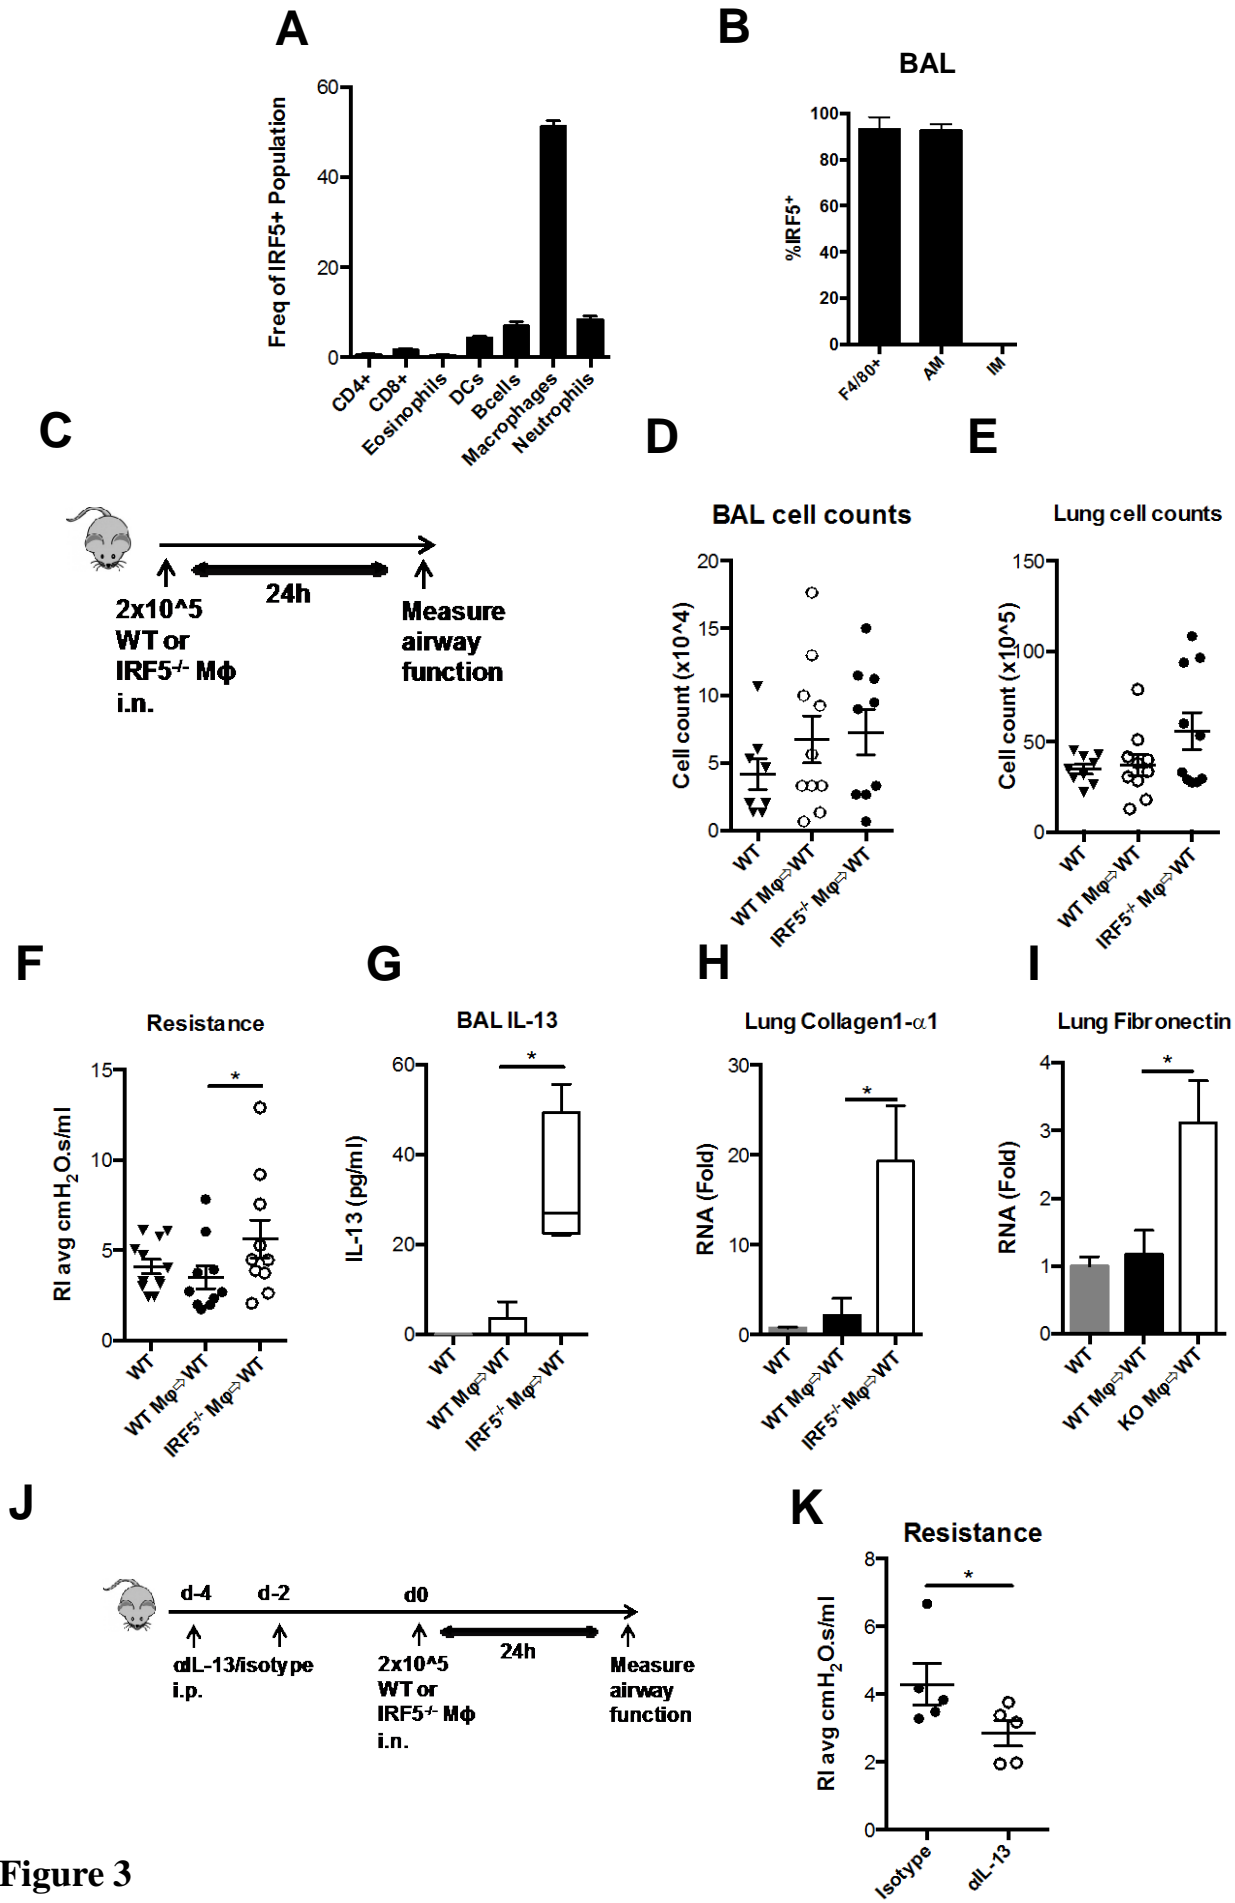 A
Freq of IRF5+ Population
60
40
20
0
CD4+
CD8+
Eosinophils
DCs
Bcells
Macrophages
Neutrophils
B
BAL
%IRF5+
100
80
60
40
20
0
F4/80+
AM
IM
C
24h
2x10^5
WT or
IRF5-/- Mϕ
i.n.
Measure
airway
function
D
BAL cell counts
Cell count (x10^4)
20
15
10
5
0
WT
WT Mφ⇨WT
IRF5-/- Mφ⇨WT
E
Lung cell counts
Cell count (x10^5)
150
100
50
0
WT
WT Mφ⇨WT
IRF5-/- Mφ⇨WT
F
Resistance
RI avg cmH2O.s/ml
15
10
5
0
*
WT
WT Mφ⇨WT
IRF5-/- Mφ⇨WT
G
BAL IL-13
IL-13 (pg/ml)
60
40
20
0
*
WT
WT Mφ⇨WT
IRF5-/- Mφ⇨WT
H
Lung Collagen1-α1
RNA (Fold)
30
20
10
0
*
WT
WT Mφ⇨WT
IRF5-/- Mφ⇨WT
I
Lung Fibronectin
RNA (Fold)
4
3
2
1
0
*
WT
WT Mφ⇨WT
KO Mφ⇨WT
J
d-4
d-2
d0
αIL-13/isotype
i.p.
24h
2x10^5
WT or
IRF5-/- Mϕ
i.n.
Measure
airway
function
K
Resistance
RI avg cmH2O.s/ml
8
6
4
2
0
*
Isotype
αIL-13
Figure 3